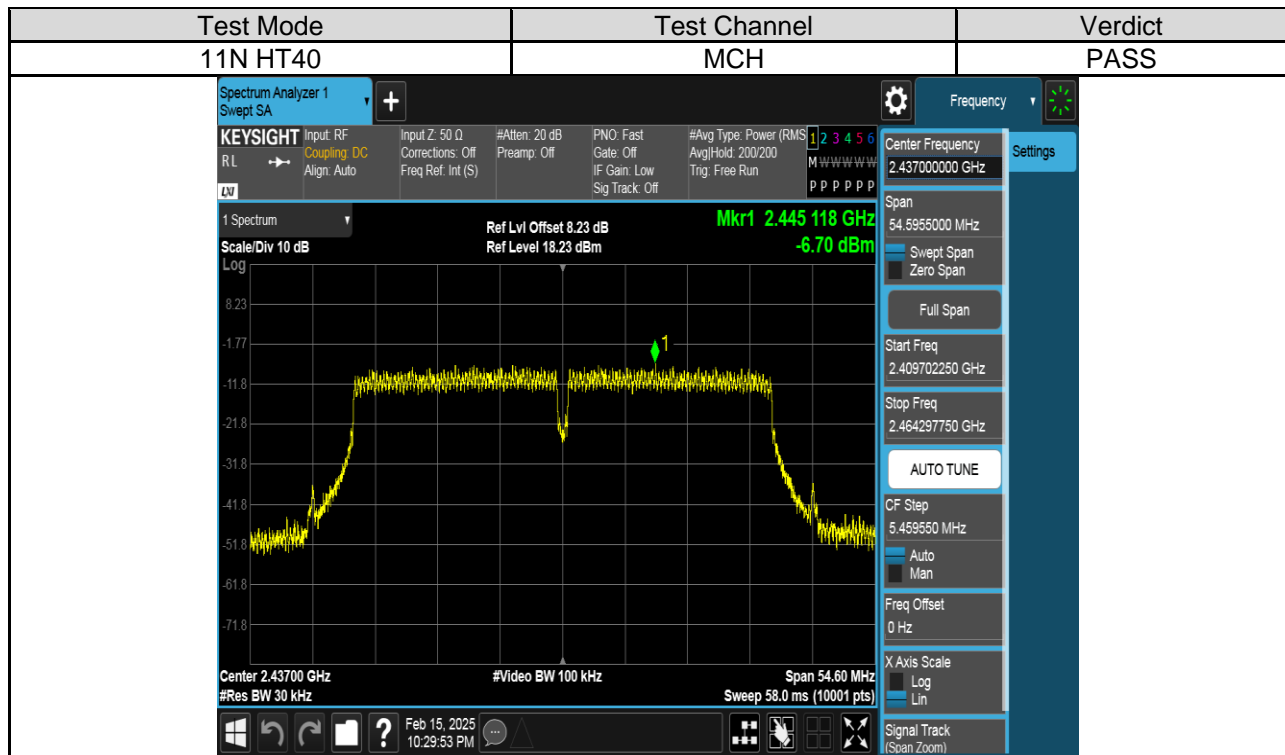 Test Mode Test Channel Verdict
11N HT40 MCH PASS
Spectrum Analyzer 1
Swept SA
+
Frequency
KEYSIGHT
RL
LXI
Input: RF
Coupling: DC
Align: Auto
Input Z: 50 Ω
Corrections: Off
Freq Ref: Int (S)
#Atten: 20 dB
Preamp: Off
PNO: Fast
Gate: Off
IF Gain: Low
Sig Track: Off
#Avg Type: Power (RMS
Avg|Hold: 200/200
Trig: Free Run
1 2 3 4 5 6
M W W W W W
P P P P P P
1 Spectrum
Scale/Div 10 dB
Log
Ref Lvl Offset 8.23 dB
Ref Level 18.23 dBm
Mkr1 2.445 118 GHz
-6.70 dBm
8.23
-1.77
-11.8
-21.8
-31.8
-41.8
-51.8
-61.8
-71.8
1
Center 2.43700 GHz
#Res BW 30 kHz
#Video BW 100 kHz
Span 54.60 MHz
Sweep 58.0 ms (10001 pts)
?
Feb 15, 2025
10:29:53 PM
Center Frequency
2.437000000 GHz
Settings
Span
54.5955000 MHz
Swept Span
Zero Span
Full Span
Start Freq
2.409702250 GHz
Stop Freq
2.464297750 GHz
AUTO TUNE
CF Step
5.459550 MHz
Auto
Man
Freq Offset
0 Hz
X Axis Scale
Log
Lin
Signal Track
(Span Zoom)